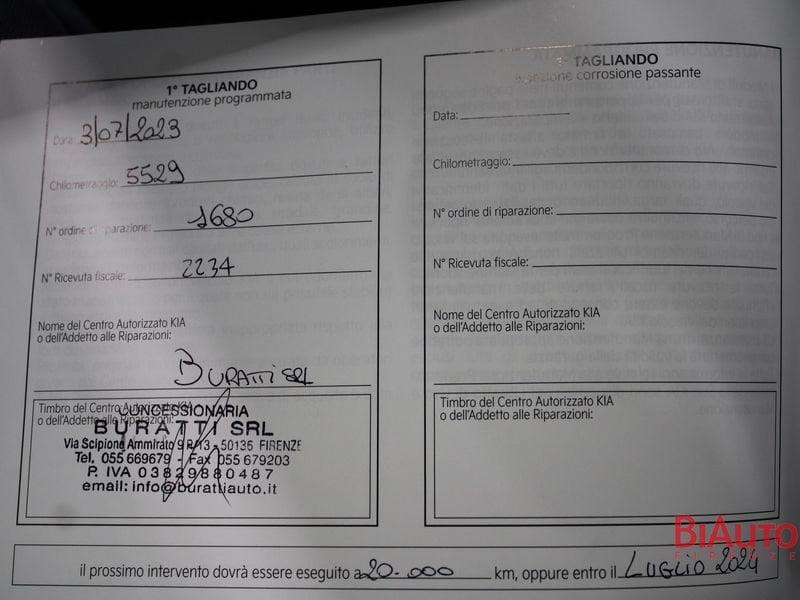 1° TAGLIANDO
manutenzione programmata
Data: 3/07/2023
Chilometraggio: 5529
N° ordine di riparazione: 1680
N° Ricevuta fiscale: 2234
Nome del Centro Autorizzato KIA
o dell'Addetto alle Riparazioni:
BURATTI SRL
Timbro del Centro Autorizzato KIA
o dell'Addetto alle Riparazioni:
CONCESSIONARIA
BURATTI SRL
Via Scipione Ammirato 9 R/13 - 50136 FIRENZE
Tel. 055 669679 - Fax 055 679203
P. IVA 03829880487
email: info@burattiauto.it
TAGLIANDO
corrosione passante
Data:
Chilometraggio:
N° ordine di riparazione:
N° Ricevuta fiscale:
Nome del Centro Autorizzato KIA
o dell'Addetto alle Riparazioni:
Timbro del Centro Autorizzato KIA
o dell'Addetto alle Riparazioni:
il prossimo intervento dovrà essere eseguito a 20.000 km, oppure entro il LUGLIO 2024
BIAUTO
FIRENZE